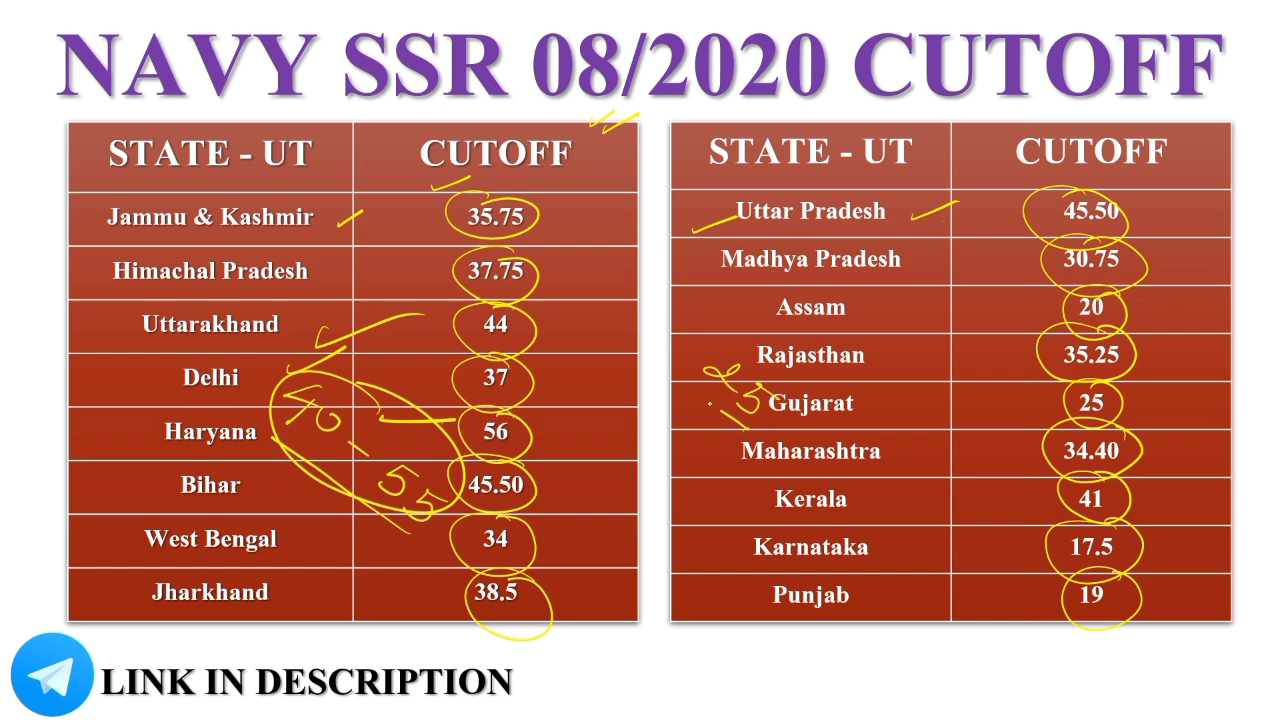 NAVY SSR 08/2020 CUTOFF
STATE - UT CUTOFF
Jammu & Kashmir 35.75
Himachal Pradesh 37.75
Uttarakhand 44
Delhi 37
Haryana 56
Bihar 45.50
West Bengal 34
Jharkhand 38.5
40-55
STATE - UT CUTOFF
Uttar Pradesh 45.50
Madhya Pradesh 30.75
Assam 20
Rajasthan 35.25
Gujarat 25
Maharashtra 34.40
Kerala 41
Karnataka 17.5
Punjab 19
LINK IN DESCRIPTION